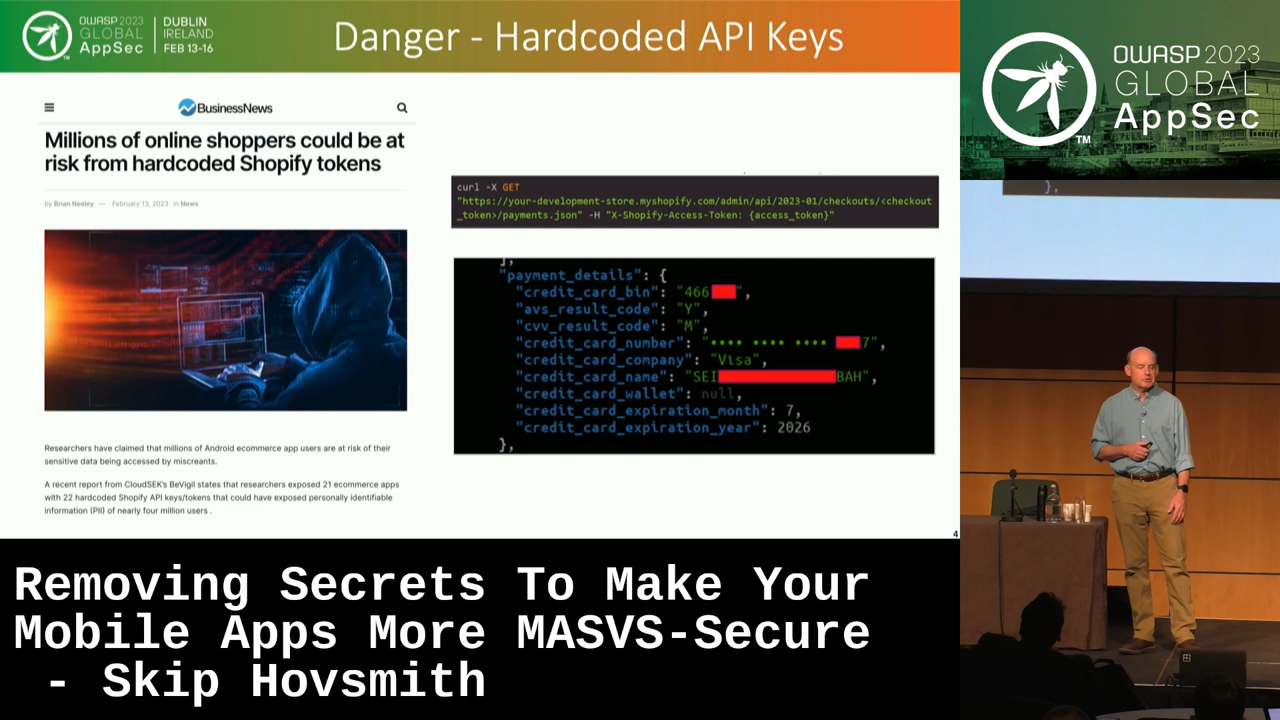 OWASP 2023
GLOBAL
AppSec
TM
DUBLIN
IRELAND
FEB 13-16
Danger - Hardcoded API Keys
BusinessNews
Millions of online shoppers could be at
risk from hardcoded Shopify tokens
by Brian Neeley — February 13, 2023 in News
Researchers have claimed that millions of Android ecommerce app users are at risk of their
sensitive data being accessed by miscreants.
A recent report from CloudSEK's BeVigil states that researchers exposed 21 ecommerce apps
with 22 hardcoded Shopify API keys/tokens that could have exposed personally identifiable
information (PII) of nearly four million users .
curl -X GET
"https://your-development-store.myshopify.com/admin/api/2023-01/checkouts/<checkout
_token>/payments.json" -H "X-Shopify-Access-Token: {access_token}"
],
"payment_details": {
"credit_card_bin": "466 ",
"avs_result_code": "Y",
"cvv_result_code": "M",
"credit_card_number": "•••• •••• •••• 7",
"credit_card_company": "Visa",
"credit_card_name": "SEI BAH",
"credit_card_wallet": null,
"credit_card_expiration_month": 7,
"credit_card_expiration_year": 2026
},
4
OWASP 2023
GLOBAL
AppSec
TM
},
Removing Secrets To Make Your
Mobile Apps More MASVS-Secure
- Skip Hovsmith